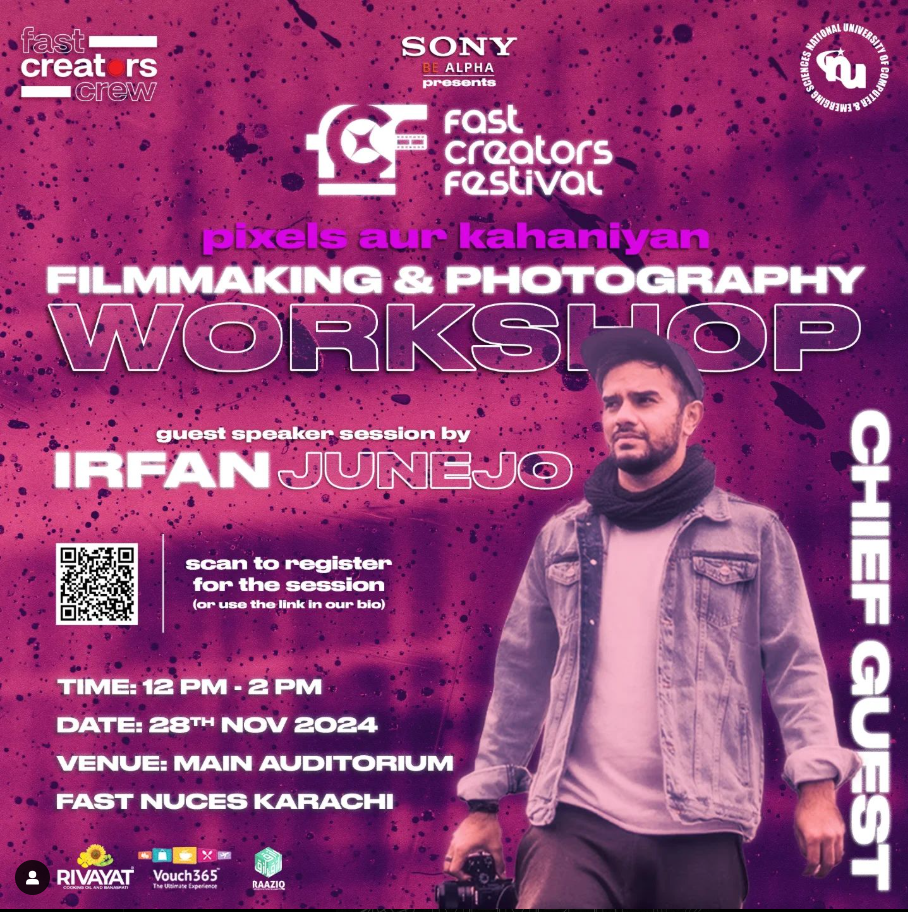 fast
creators
crew
SONY
BE ALPHA
presents
NATIONAL UNIVERSITY OF COMPUTER & EMERGING SCIENCES
nu
fast
creators
festival
pixels aur kahaniyan
FILMMAKING & PHOTOGRAPHY
WORKSHOP
guest speaker session by
IRFAN JUNEJO
scan to register
for the session
(or use the link in our bio)
TIME: 12 PM - 2 PM
DATE: 28TH NOV 2024
VENUE: MAIN AUDITORIUM
FAST NUCES KARACHI
CHIEF GUEST
RIVAYAT
COOKING OIL AND BANASPATI
Vouch365
The Ultimate Experience
RAAZIQ